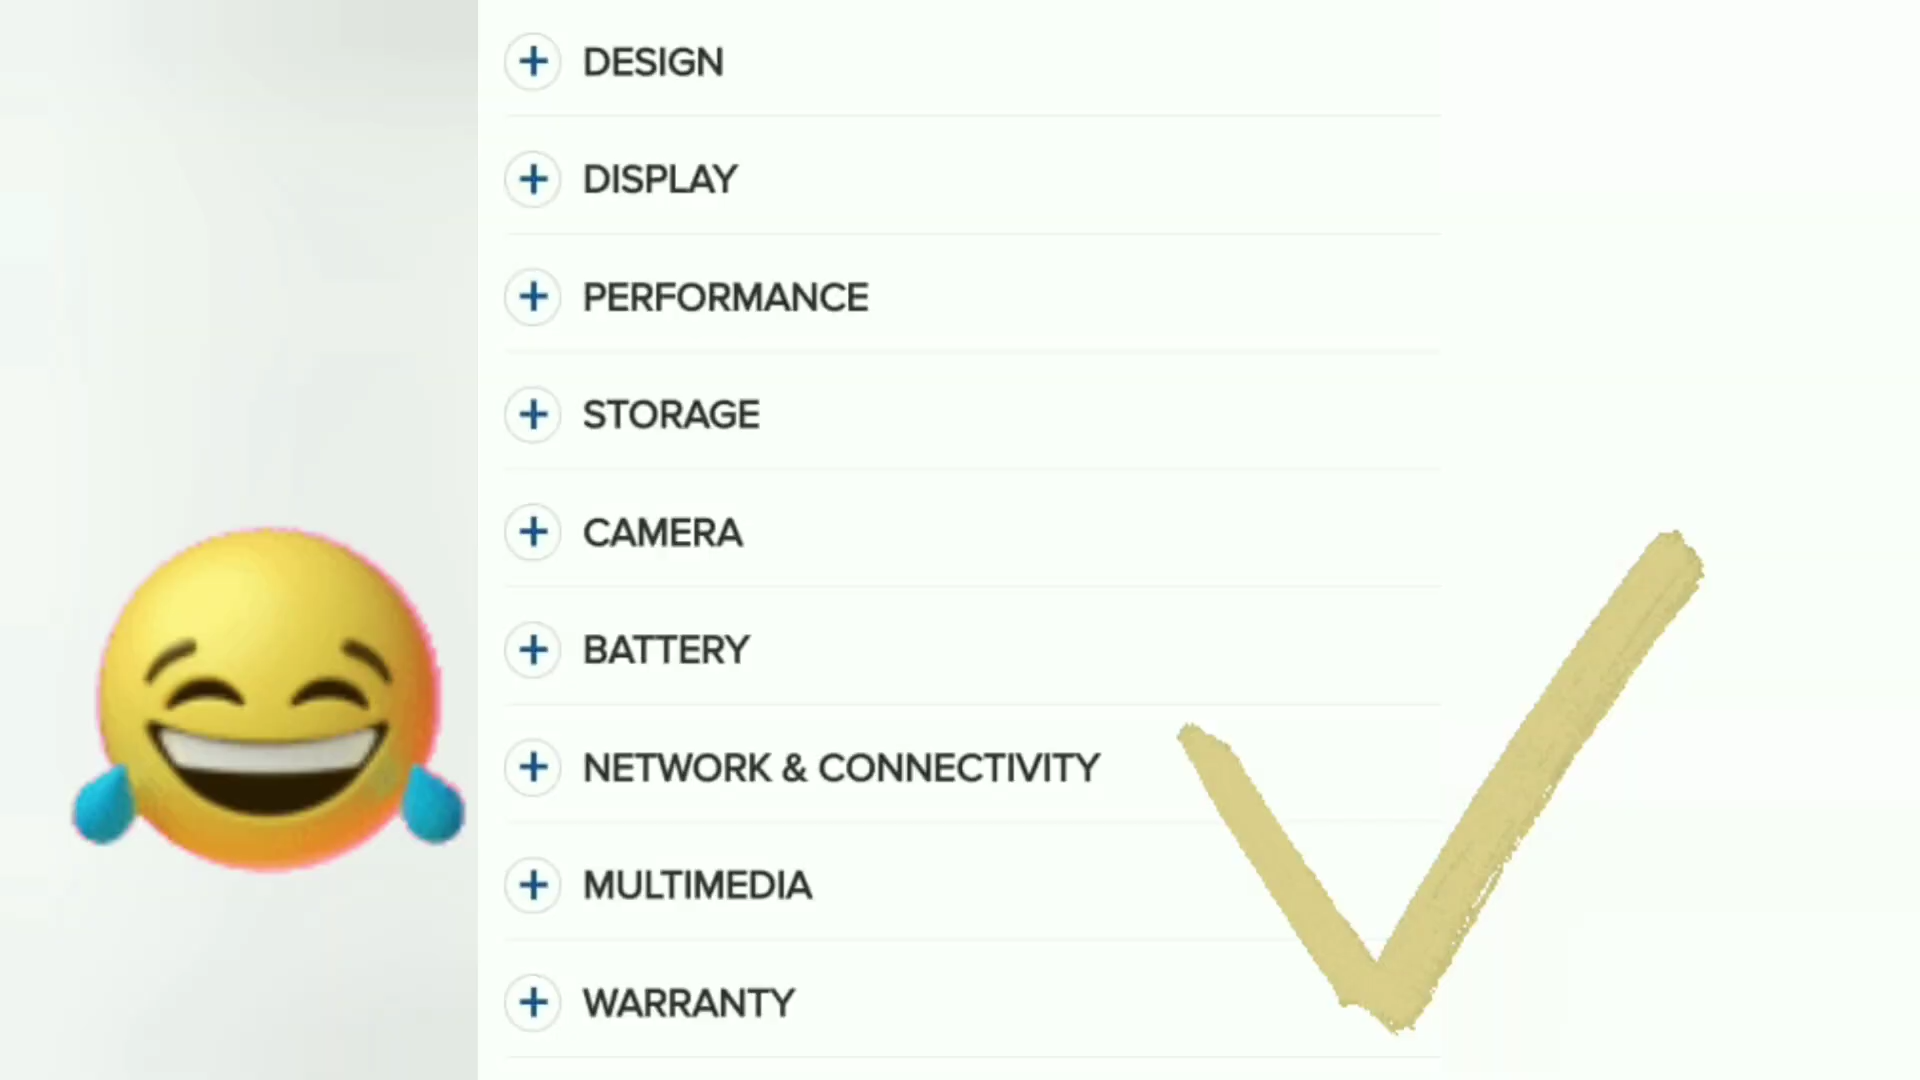 DESIGN
DISPLAY
PERFORMANCE
STORAGE
CAMERA
BATTERY
NETWORK & CONNECTIVITY
MULTIMEDIA
WARRANTY